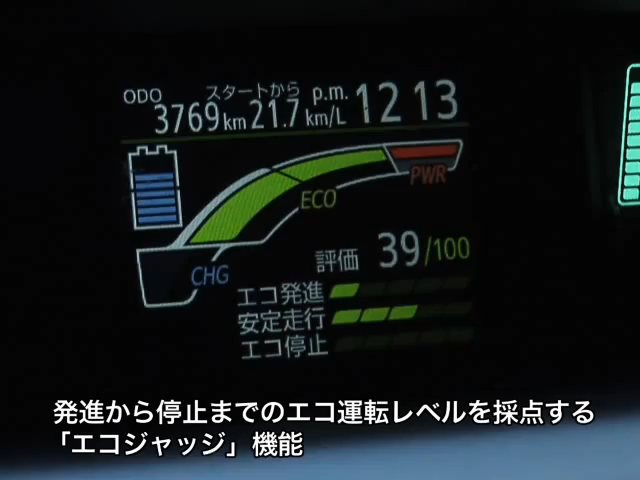 ODO スタートから p.m. 12 13
3769km 21.7 km/L
ECO
PWR
CHG
評価 39/100
エコ発進
安定走行
エコ停止
発進から停止までのエコ運転レベルを採点する
「エコジャッジ」機能